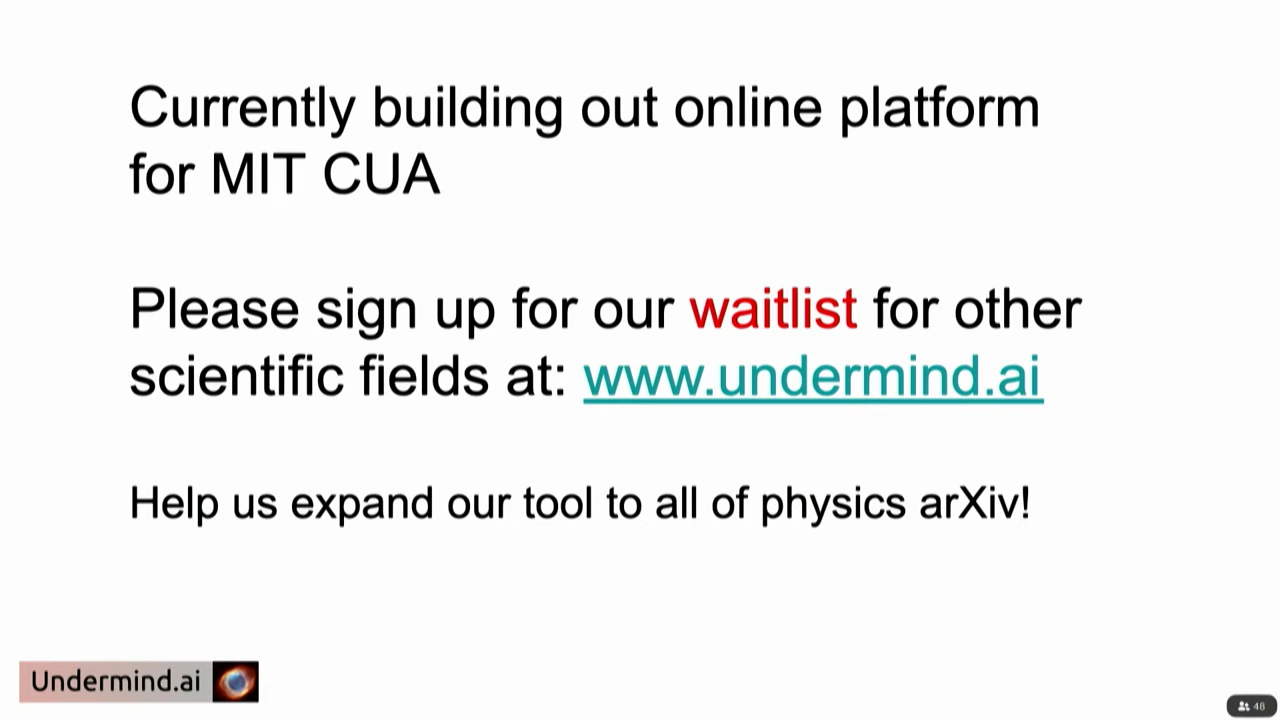 Currently building out online platform
for MIT CUA
Please sign up for our waitlist for other
scientific fields at: www.undermind.ai
Help us expand our tool to all of physics arXiv!
Undermind.ai
48